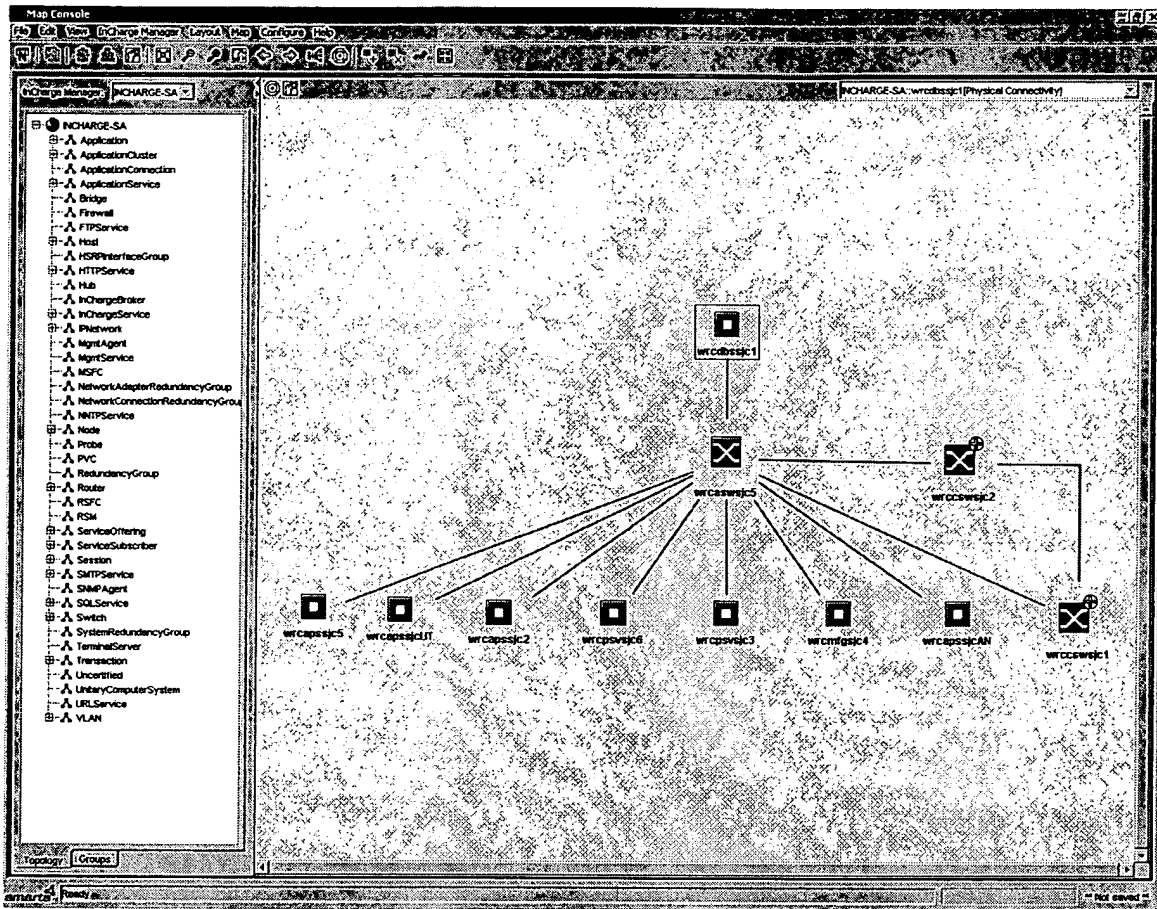 Map Console
File Edit Views InCharge Manager Layout Map Configure Help
InCharge Manager: INCHARGE-SA
INCHARGE-SA::wrcdbssjc1[Physical Connectivity]
INCHARGE-SA
Application
ApplicationCluster
ApplicationConnection
ApplicationService
Bridge
Firewall
FTPService
Host
HSRPInterfaceGroup
HTTPService
Hub
InChargeBroker
InChargeService
IPNetwork
MgmtAgent
MgmtService
MSFC
NetworkAdapterRedundancyGroup
NetworkConnectionRedundancyGrou
NNTPService
Node
Probe
PVC
RedundancyGroup
Router
RSFC
RSM
ServiceOffering
ServiceSubscriber
Session
SMTPService
SNMPAgent
SQLService
Switch
SystemRedundancyGroup
TerminalServer
Transaction
Uncertified
UnitaryComputerSystem
URLService
VLAN
wrcdbssjc1
wrcaswsjc5
wrccswsjc2
wrcapssjc5
wrcapssjcUT
wrcapssjc2
wrcpsvsjc6
wrcpsvsjc3
wrcmfgsjc4
wrcapssjcAN
wrccswsjc1
Topology Groups
smarts
Ready
** Not saved **